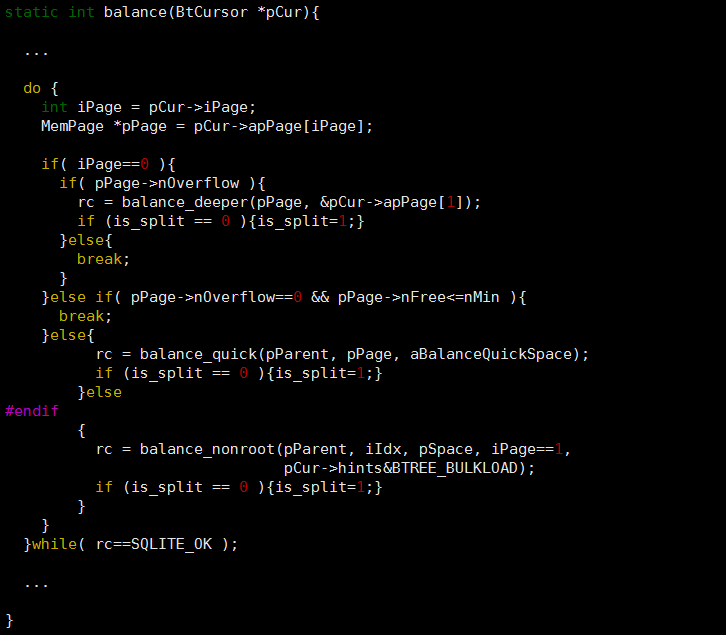 static int balance(BtCursor *pCur){
...
do {
int iPage = pCur->iPage;
MemPage *pPage = pCur->apPage[iPage];
if( iPage==0 ){
if( pPage->nOverflow ){
rc = balance_deeper(pPage, &pCur->apPage[1]);
if (is_split == 0 ){is_split=1;}
}else{
break;
}
}else if( pPage->nOverflow==0 && pPage->nFree<=nMin ){
break;
}else{
rc = balance_quick(pParent, pPage, aBalanceQuickSpace);
if (is_split == 0 ){is_split=1;}
}else
#endif
{
rc = balance_nonroot(pParent, iIdx, pSpace, iPage==1,
pCur->hints&BTREE_BULKLOAD);
if (is_split == 0 ){is_split=1;}
}
}
}while( rc==SQLITE_OK );
...
}